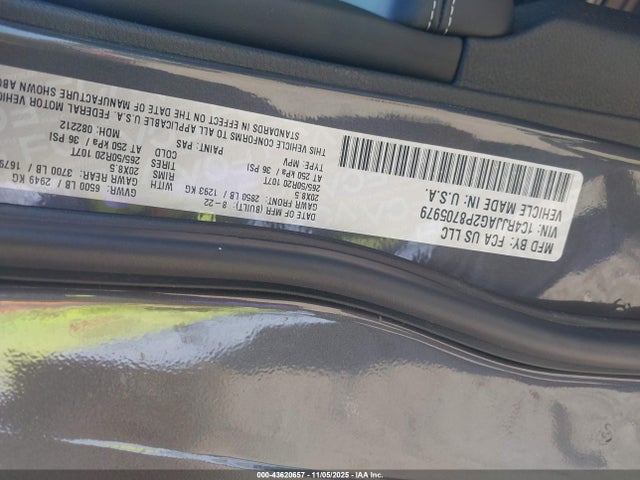 MFD BY: FCA US LLC
DATE OF MFR (BUILT): 8-22
GVWR: 6500 LB / 2949 KG
GAWR FRONT: 2850 LB / 1293 KG WITH
265/50R20 107T TIRES
20X8.5 RIMS
AT 250 kPa / 36 PSI COLD
GAWR REAR: 3700 LB / 1679
265/50R20 107T
20X8.5
AT 250 kPa / 36 PSI
THIS VEHICLE CONFORMS TO ALL APPLICABLE U.S.A. FEDERAL MOTOR VEHIC
STANDARDS IN EFFECT ON THE DATE OF MANUFACTURE SHOWN ABO
VIN: 1C4RJJAG2P8705979
TYPE: MPV
VEHICLE MADE IN: U.S.A.
PAINT: PAS
MDH: 082212
© 43620657 - 11/05/2025 - IAA Inc. ©